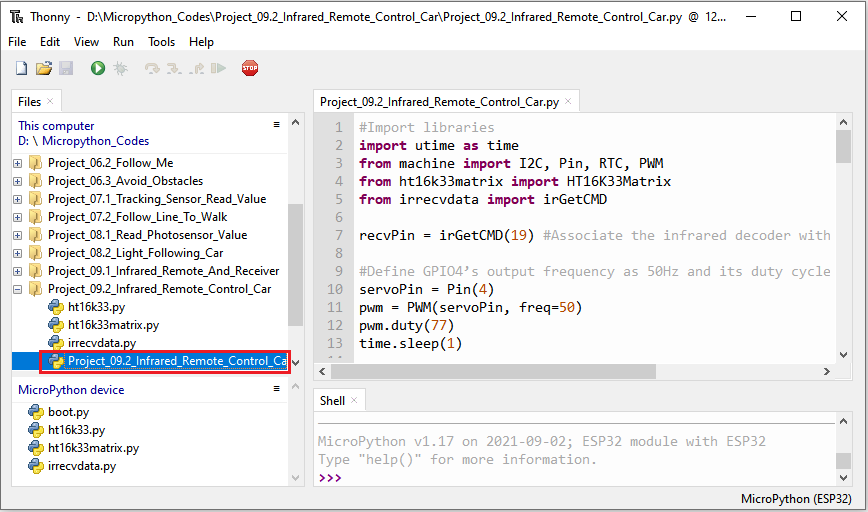 Thonny - D:\Micropython_Codes\Project_09.2_Infrared_Remote_Control_Car\Project_09.2_Infrared_Remote_Control_Car.py @ 12...
File Edit View Run Tools Help
STOP
Files ×
This computer
D: \ Micropython_Codes
Project_06.2_Follow_Me
Project_06.3_Avoid_Obstacles
Project_07.1_Tracking_Sensor_Read_Value
Project_07.2_Follow_Line_To_Walk
Project_08.1_Read_Photosensor_Value
Project_08.2_Light_Following_Car
Project_09.1_Infrared_Remote_And_Receiver
Project_09.2_Infrared_Remote_Control_Car
ht16k33.py
ht16k33matrix.py
irrecvdata.py
Project_09.2_Infrared_Remote_Control_Ca
MicroPython device
boot.py
ht16k33.py
ht16k33matrix.py
irrecvdata.py
Project_09.2_Infrared_Remote_Control_Car.py ×
1 #Import libraries
2 import utime as time
3 from machine import I2C, Pin, RTC, PWM
4 from ht16k33matrix import HT16K33Matrix
5 from irrecvdata import irGetCMD
6
7 recvPin = irGetCMD(19) #Associate the infrared decoder with
8
9 #Define GPIO4’s output frequency as 50Hz and its duty cycle
10 servoPin = Pin(4)
11 pwm = PWM(servoPin, freq=50)
12 pwm.duty(77)
13 time.sleep(1)
Shell ×
MicroPython v1.17 on 2021-09-02; ESP32 module with ESP32
Type "help()" for more information.
>>>
MicroPython (ESP32)